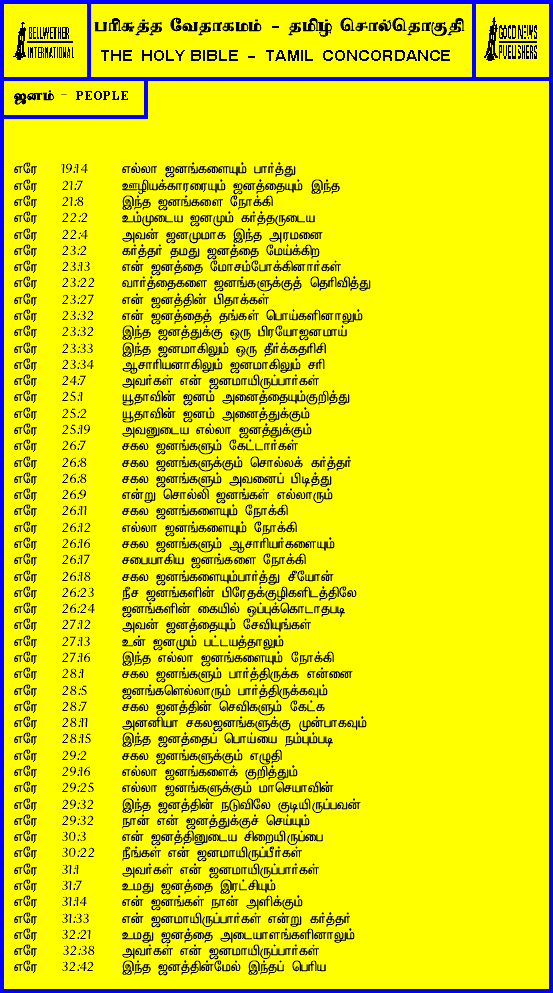 BELLWETHER
INTERNATIONAL
பரிசுத்த வேதாகமம் - தமிழ் சொல்தொகுதி
THE HOLY BIBLE - TAMIL CONCORDANCE
GOOD NEWS
PUBLISHERS
ஜனம் - PEOPLE
எரே 19:14 எல்லா ஜனங்களையும் பார்த்து
எரே 21:7 ஊழியக்காரரையும் ஜனத்தையும் இந்த
எரே 21:8 இந்த ஜனங்களை நோக்கி
எரே 22:2 உம்முடைய ஜனமும் கர்த்தருடைய
எரே 22:4 அவன் ஜனமுமாக இந்த அரமனை
எரே 23:2 கர்த்தர் தமது ஜனத்தை மேய்க்கிற
எரே 23:13 என் ஜனத்தை மோசம்போக்கினார்கள்
எரே 23:22 வார்த்தைகளை ஜனங்களுக்குத் தெரிவித்து
எரே 23:27 என் ஜனத்தின் பிதாக்கள்
எரே 23:32 என் ஜனத்தைத் தங்கள் பொய்களினாலும்
எரே 23:32 இந்த ஜனத்துக்கு ஒரு பிரயோஜனமாய்
எரே 23:33 இந்த ஜனமாகிலும் ஒரு தீர்க்கதரிசி
எரே 23:34 ஆசாரியனாகிலும் ஜனமாகிலும் சரி
எரே 24:7 அவர்கள் என் ஜனமாயிருப்பார்கள்
எரே 25:1 யூதாவின் ஜனம் அனைத்தையும்குறித்து
எரே 25:2 யூதாவின் ஜனம் அனைத்துக்கும்
எரே 25:19 அவனுடைய எல்லா ஜனத்துக்கும்
எரே 26:7 சகல ஜனங்களும் கேட்டார்கள்
எரே 26:8 சகல ஜனங்களுக்கும் சொல்லக் கர்த்தர்
எரே 26:8 சகல ஜனங்களும் அவனைப் பிடித்து
எரே 26:9 என்று சொல்லி ஜனங்கள் எல்லாரும்
எரே 26:11 சகல ஜனங்களையும் நோக்கி
எரே 26:12 எல்லா ஜனங்களையும் நோக்கி
எரே 26:16 சகல ஜனங்களும் ஆசாரியர்களையும்
எரே 26:17 சபையாகிய ஜனங்களை நோக்கி
எரே 26:18 சகல ஜனங்களையும்பார்த்து சீயோன்
எரே 26:23 நீச ஜனங்களின் பிரேதக்குழிகளிடத்திலே
எரே 26:24 ஜனங்களின் கையில் ஒப்புக்கொடாதபடி
எரே 27:12 அவன் ஜனத்தையும் சேவியுங்கள்
எரே 27:13 உன் ஜனமும் பட்டயத்தாலும்
எரே 27:16 இந்த எல்லா ஜனங்களையும் நோக்கி
எரே 28:1 சகல ஜனங்களும் பார்த்திருக்க என்னை
எரே 28:5 ஜனங்களெல்லாரும் பார்த்திருக்கவும்
எரே 28:7 சகல ஜனத்தின் செவிகளும் கேட்க
எரே 28:11 அனனியா சகலஜனங்களுக்கு முன்பாகவும்
எரே 28:15 இந்த ஜனத்தைப் பொய்யை நம்பும்படி
எரே 29:2 சகல ஜனங்களுக்கும் எழுதி
எரே 29:16 எல்லா ஜனங்களைக் குறித்தும்
எரே 29:25 எல்லா ஜனங்களுக்கும் மாசெயாவின்
எரே 29:32 இந்த ஜனத்தின் நடுவிலே குடியிருப்பவன்
எரே 29:32 நான் என் ஜனத்துக்குச் செய்யும்
எரே 30:3 என் ஜனத்தினுடைய சிறையிருப்பை
எரே 30:22 நீங்கள் என் ஜனமாயிருப்பீர்கள்
எரே 31:1 அவர்கள் என் ஜனமாயிருப்பார்கள்
எரே 31:7 உமது ஜனத்தை இரட்சியும்
எரே 31:14 என் ஜனங்கள் நான் அளிக்கும்
எரே 31:33 என் ஜனமாயிருப்பார்கள் என்று கர்த்தர்
எரே 32:21 உமது ஜனத்தை அடையாளங்களினாலும்
எரே 32:38 அவர்கள் என் ஜனமாயிருப்பார்கள்
எரே 32:42 இந்த ஜனத்தின்மேல் இந்தப் பெரிய